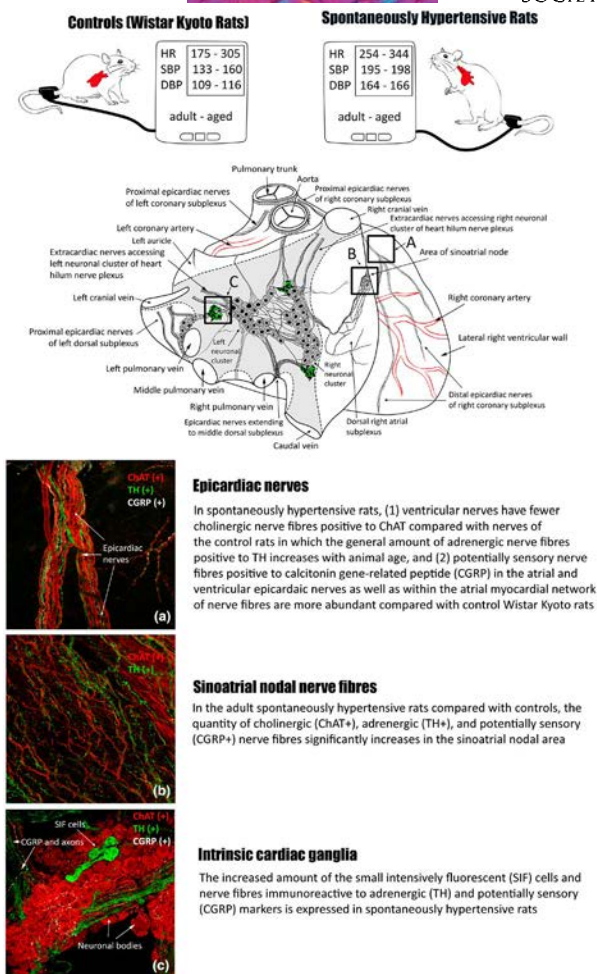 SOCIETY
Controls (Wistar Kyoto Rats)
HR 175 - 305
SBP 133 - 160
DBP 109 - 116
adult - aged
Spontaneously Hypertensive Rats
HR 254 - 344
SBP 195 - 198
DBP 164 - 166
adult - aged
Pulmonary trunk
Aorta
Proximal epicardiac nerves
of left coronary subplexus
Proximal epicardiac nerves
of right coronary subplexus
Right cranial vein
Left coronary artery
Left auricle
Extracardiac nerves accessing
left neuronal cluster of heart
hilum nerve plexus
Extracardiac nerves accessing right neuronal
cluster of heart hilum nerve plexus
A
B
Area of sinoatrial node
C
Left cranial vein
Right coronary artery
Proximal epicardiac nerves
of left dorsal subplexus
Left
neuronal
cluster
Lateral right ventricular wall
Left pulmonary vein
Right
neuronal
cluster
Middle pulmonary vein
Right pulmonary vein
Distal epicardiac nerves
of right coronary subplexus
Epicardiac nerves extending
to middle dorsal subplexus
Dorsal right atrial
subplexus
Caudal vein
ChAT (+)
TH (+)
CGRP (+)
Epicardiac
nerves
(a)
Epicardiac nerves
In spontaneously hypertensive rats, (1) ventricular nerves have fewer
cholinergic nerve fibres positive to ChAT compared with nerves of
the control rats in which the general amount of adrenergic nerve fibres
positive to TH increases with animal age, and (2) potentially sensory nerve
fibres positive to calcitonin gene-related peptide (CGRP) in the atrial and
ventricular epicardaic nerves as well as within the atrial myocardial network
of nerve fibres are more abundant compared with control Wistar Kyoto rats
ChAT (+)
TH (+)
(b)
Sinoatrial nodal nerve fibres
In the adult spontaneously hypertensive rats compared with controls, the
quantity of cholinergic (ChAT+), adrenergic (TH+), and potentially sensory
(CGRP+) nerve fibres significantly increases in the sinoatrial nodal area
ChAT (+)
TH (+)
CGRP (+)
SIF cells
CGRP and axons
Neuronal bodies
(c)
Intrinsic cardiac ganglia
The increased amount of the small intensively fluorescent (SIF) cells and
nerve fibres immunoreactive to adrenergic (TH) and potentially sensory
(CGRP) markers is expressed in spontaneously hypertensive rats